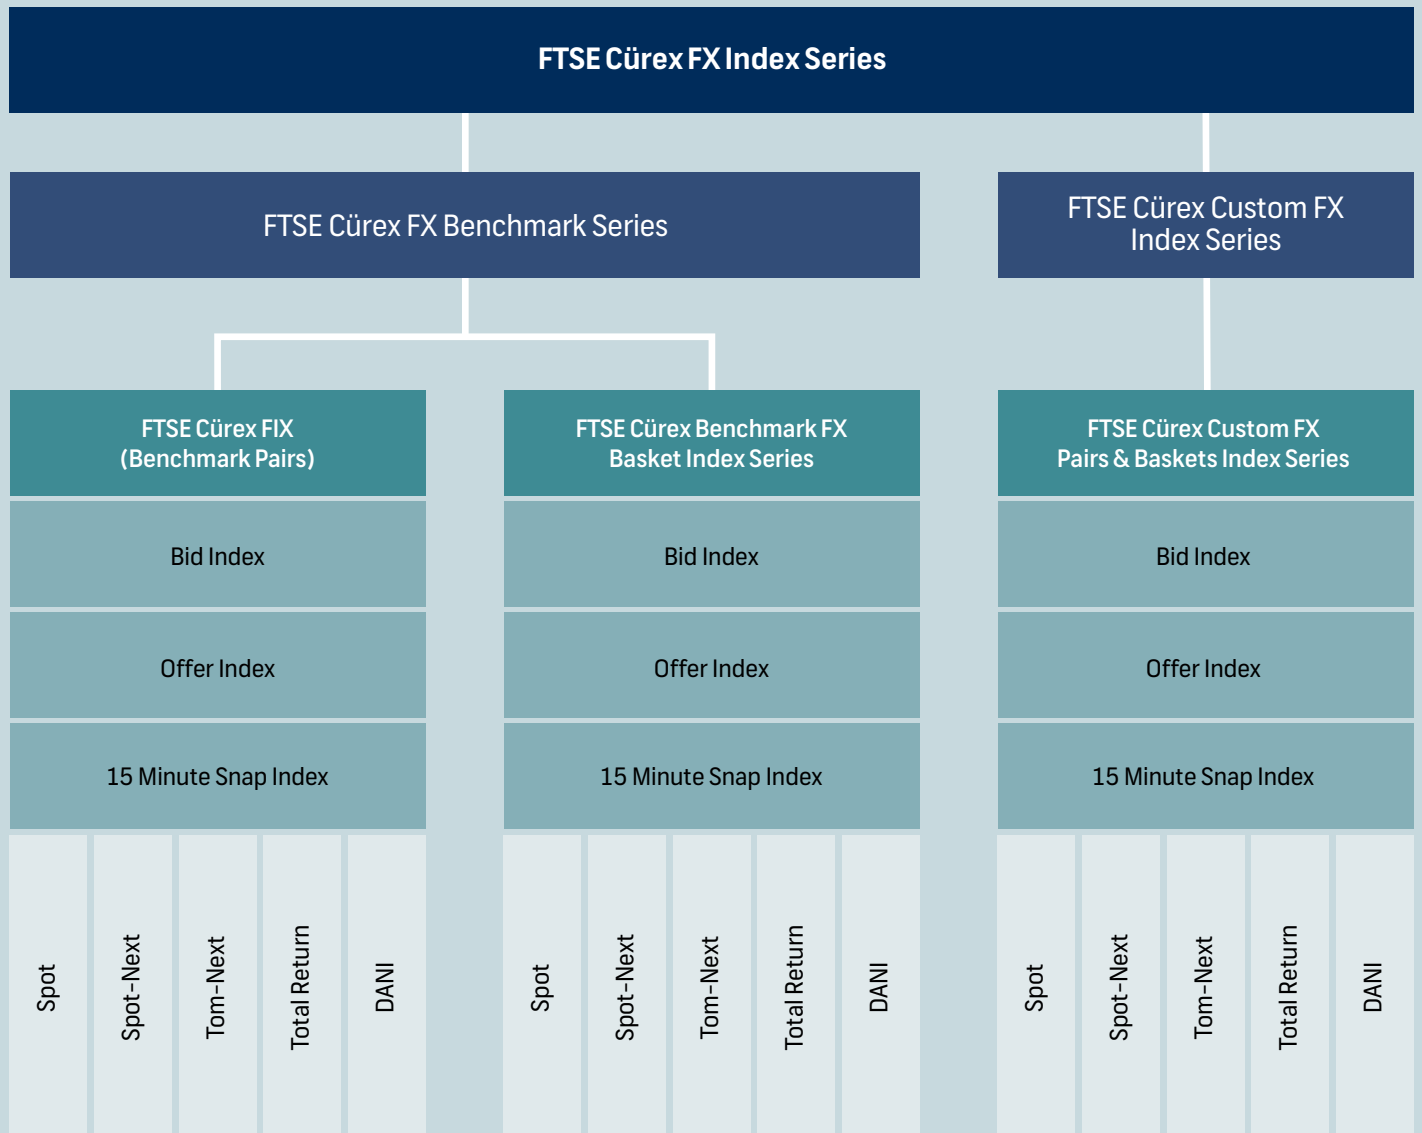 FTSE Cürex FX Index Series
FTSE Cürex FX Benchmark Series
FTSE Cürex Custom FX
Index Series
FTSE Cürex FIX
(Benchmark Pairs)
FTSE Cürex Benchmark FX
Basket Index Series
FTSE Cürex Custom FX
Pairs & Baskets Index Series
Bid Index
Bid Index
Bid Index
Offer Index
Offer Index
Offer Index
15 Minute Snap Index
15 Minute Snap Index
15 Minute Snap Index
Spot
Spot-Next
Tom-Next
Total Return
DANI
Spot
Spot-Next
Tom-Next
Total Return
DANI
Spot
Spot-Next
Tom-Next
Total Return
DANI